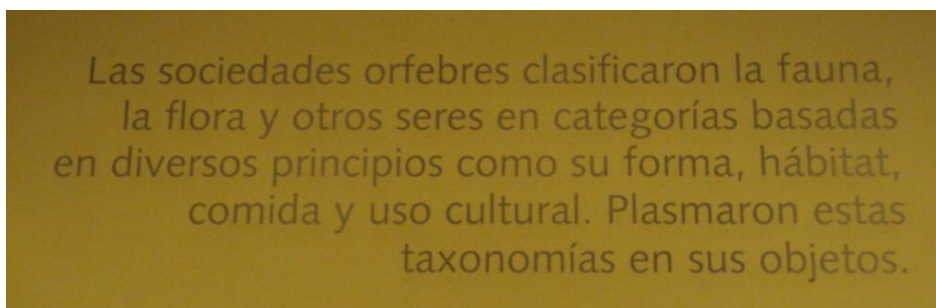 Las sociedades orfebres clasificaron la fauna,
la flora y otros seres en categorías basadas
en diversos principios como su forma, hábitat,
comida y uso cultural. Plasmaron estas
taxonomías en sus objetos.